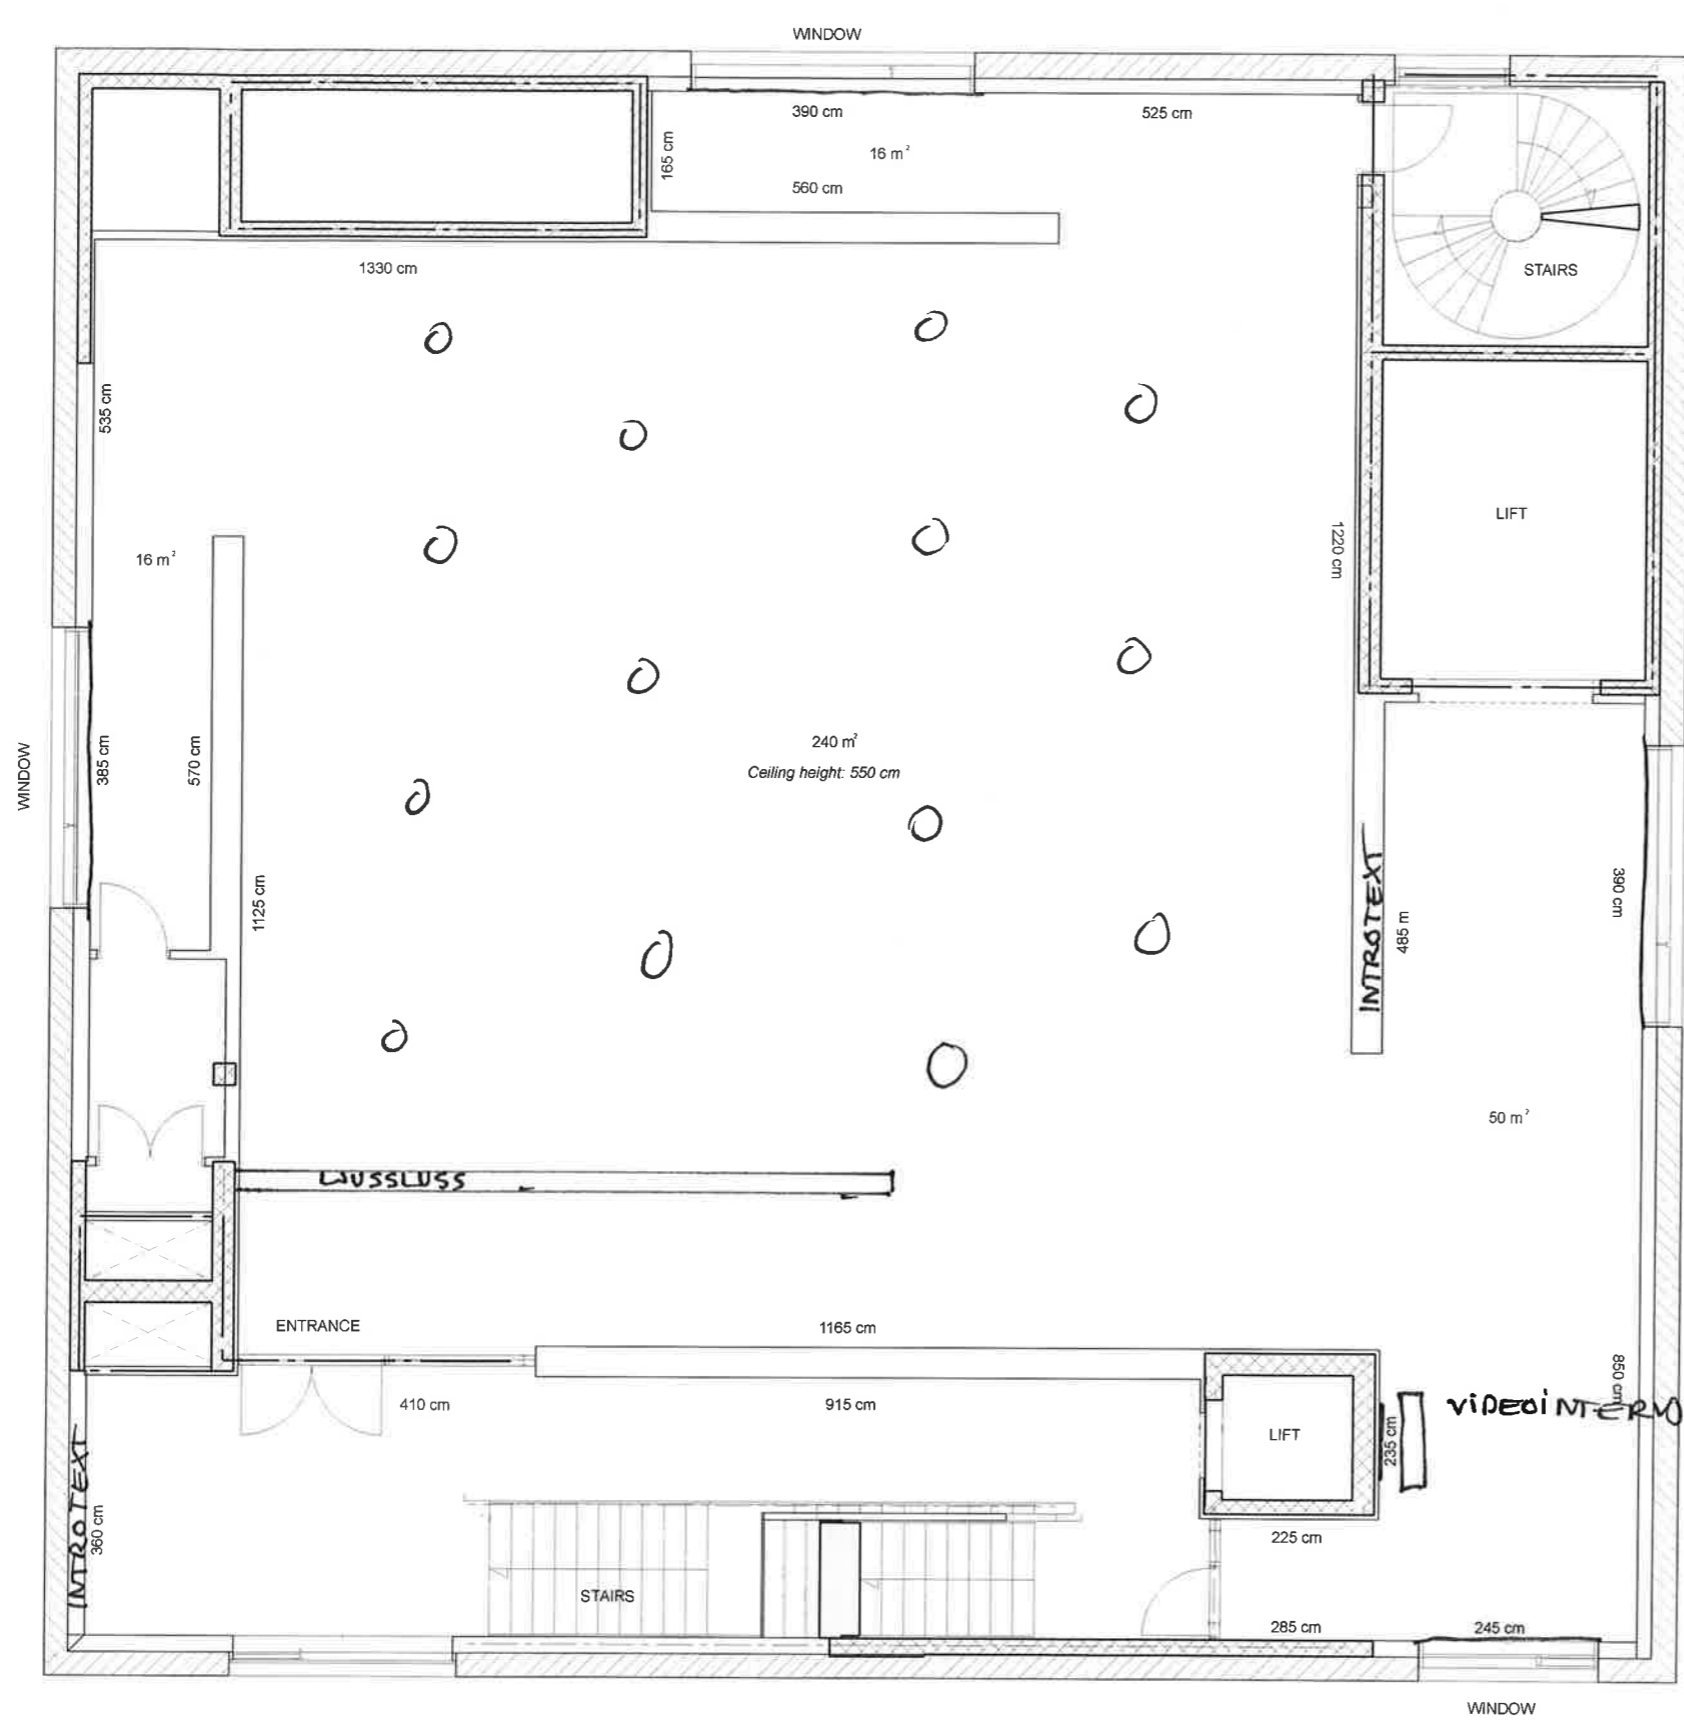 WINDOW
390 cm
525 cm
165 cm
16 m²
560 cm
STAIRS
1330 cm
535 cm
LIFT
1220 cm
16 m²
240 m²
Ceiling height: 550 cm
WINDOW
385 cm
570 cm
1125 cm
INTROTEXT
485 m
390 cm
50 m²
LJUSSLUSS
ENTRANCE
1165 cm
410 cm
915 cm
LIFT
235 cm
850 cm
VIDEOINTERVJ
INTROTEXT
360 cm
225 cm
STAIRS
285 cm
245 cm
WINDOW